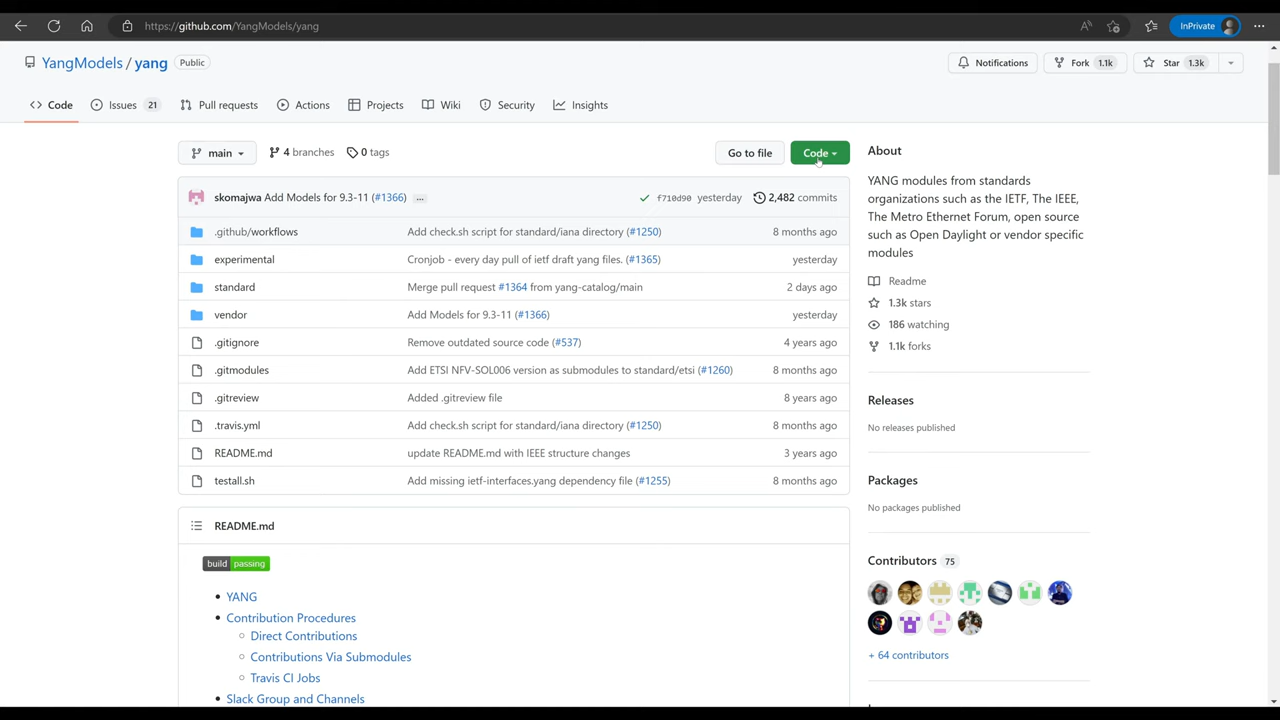 https://github.com/YangModels/yang
InPrivate
YangModels / yang Public
Notifications Fork 1.1k Star 1.3k
Code Issues 21 Pull requests Actions Projects Wiki Security Insights
main 4 branches 0 tags Go to file Code
skomajwa Add Models for 9.3-11 (#1366) ... f710d90 yesterday 2,482 commits
.github/workflows Add check.sh script for standard/iana directory (#1250) 8 months ago
experimental Cronjob - every day pull of ietf draft yang files. (#1365) yesterday
standard Merge pull request #1364 from yang-catalog/main 2 days ago
vendor Add Models for 9.3-11 (#1366) yesterday
.gitignore Remove outdated source code (#537) 4 years ago
.gitmodules Add ETSI NFV-SOL006 version as submodules to standard/etsi (#1260) 8 months ago
.gitreview Added .gitreview file 8 years ago
.travis.yml Add check.sh script for standard/iana directory (#1250) 8 months ago
README.md update README.md with IEEE structure changes 3 years ago
testall.sh Add missing ietf-interfaces.yang dependency file (#1255) 8 months ago
README.md
build passing
YANG
Contribution Procedures
Direct Contributions
Contributions Via Submodules
Travis CI Jobs
Slack Group and Channels
About
YANG modules from standards
organizations such as the IETF, The IEEE,
The Metro Ethernet Forum, open source
such as Open Daylight or vendor specific
modules
Readme
1.3k stars
186 watching
1.1k forks
Releases
No releases published
Packages
No packages published
Contributors 75
+ 64 contributors